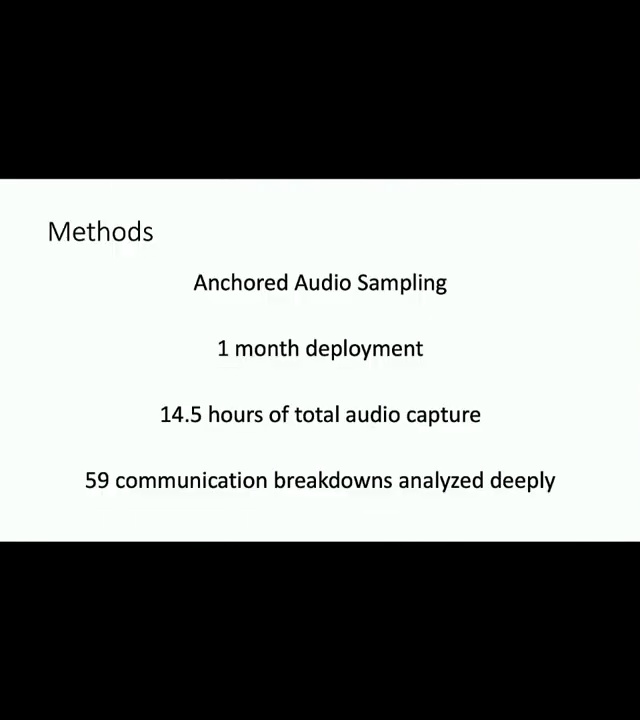 Methods
Anchored Audio Sampling
1 month deployment
14.5 hours of total audio capture
59 communication breakdowns analyzed deeply